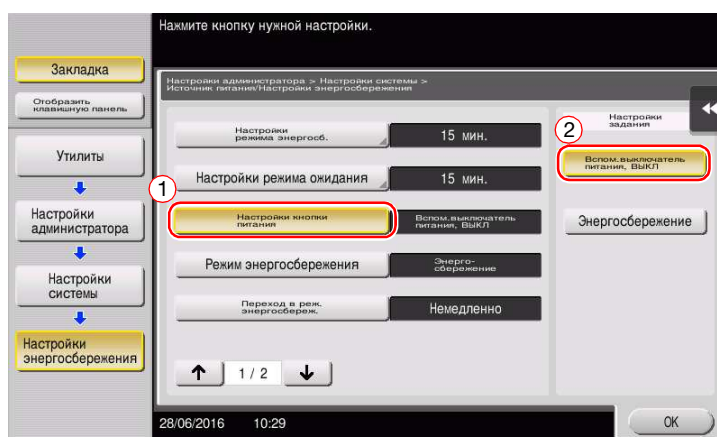 Нажмите кнопку нужной настройки.
Закладка
Отобразить
клавишную панель
Утилиты
Настройки
администратора
Настройки
системы
Настройки
энергосбережения
Настройки администратора > Настройки системы >
Источник питания/Настройки энергосбережения
Настройки
режима энергосб.
15 мин.
1
Настройки режима ожидания
15 мин.
Настройки кнопки
питания
Вспом.выключатель
питания, ВЫКЛ
Режим энергосбережения
Энерго-
сбережение
Переход в реж.
энергосбереж.
Немедленно
↑ 1 / 2 ↓
Настройки
задания
2
Вспом.выключатель
питания, ВЫКЛ
Энергосбережение
28/06/2016 10:29
OK